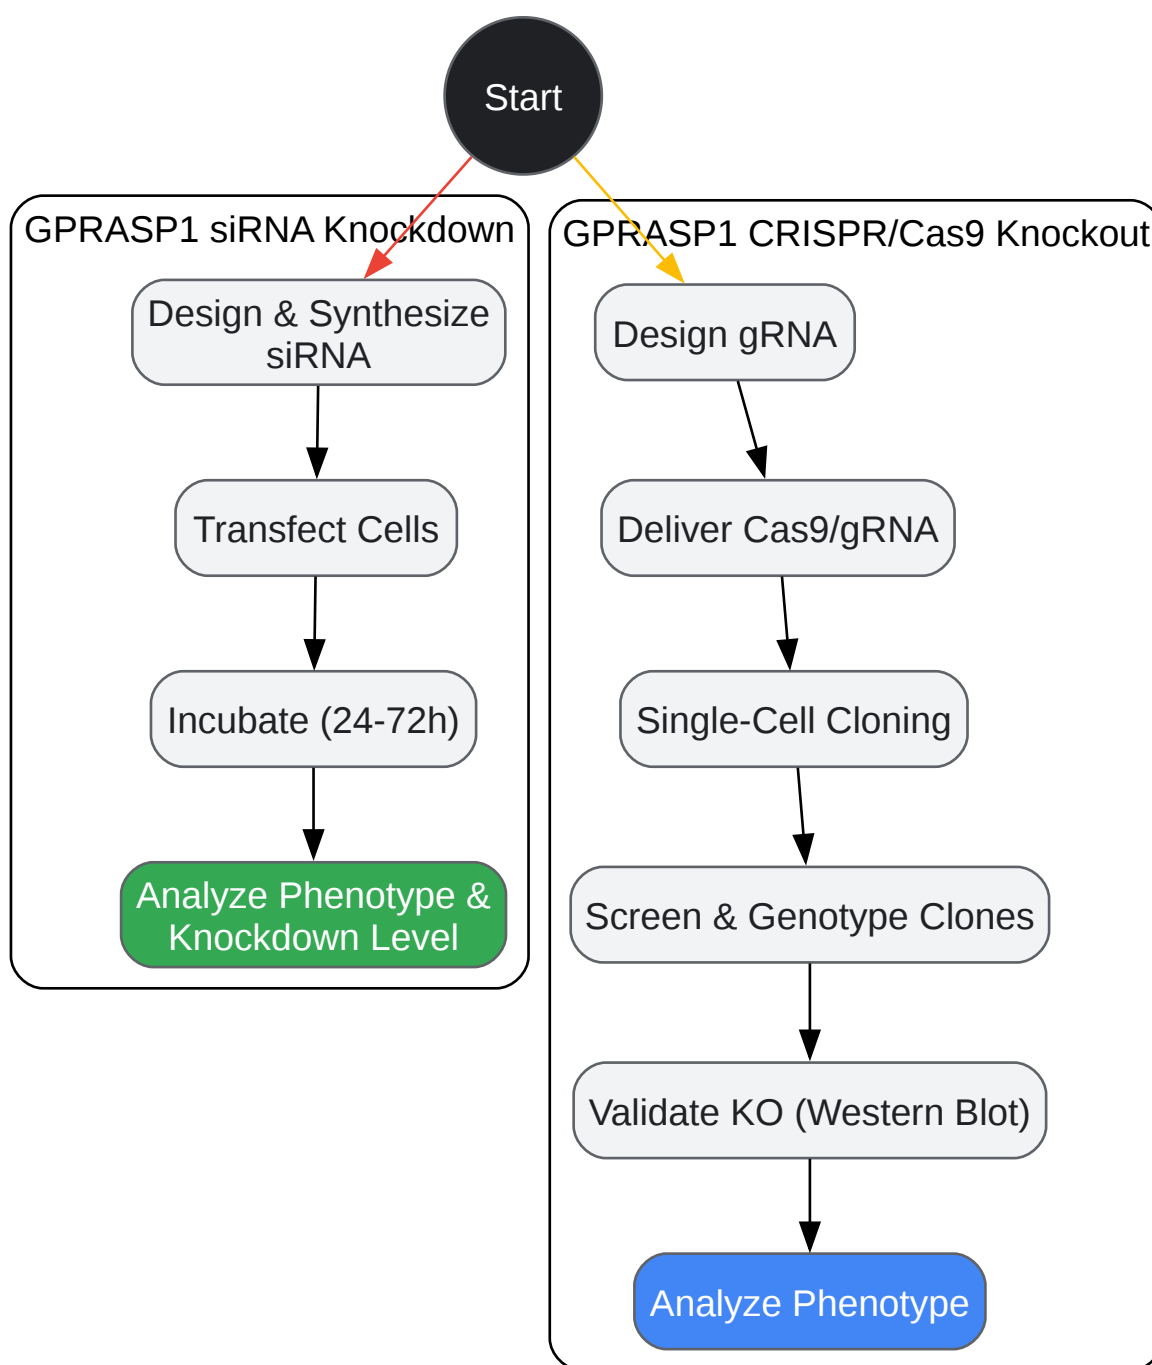 Start
GPRASP1 siRNA Knockdown
Design & Synthesize
siRNA
Transfect Cells
Incubate (24-72h)
Analyze Phenotype &
Knockdown Level
GPRASP1 CRISPR/Cas9 Knockout
Design gRNA
Deliver Cas9/gRNA
Single-Cell Cloning
Screen & Genotype Clones
Validate KO (Western Blot)
Analyze Phenotype